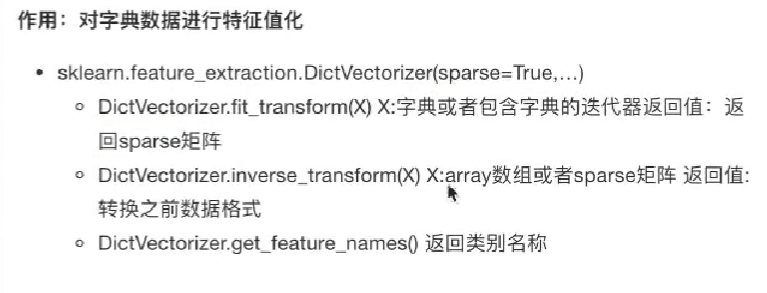 作用：对字典数据进行特征值化
• sklearn.feature_extraction.DictVectorizer(sparse=True,…)
◦ DictVectorizer.fit_transform(X) X:字典或者包含字典的迭代器返回值：返
回sparse矩阵
◦ DictVectorizer.inverse_transform(X) X:array数组或者sparse矩阵 返回值:
转换之前数据格式
◦ DictVectorizer.get_feature_names() 返回类别名称